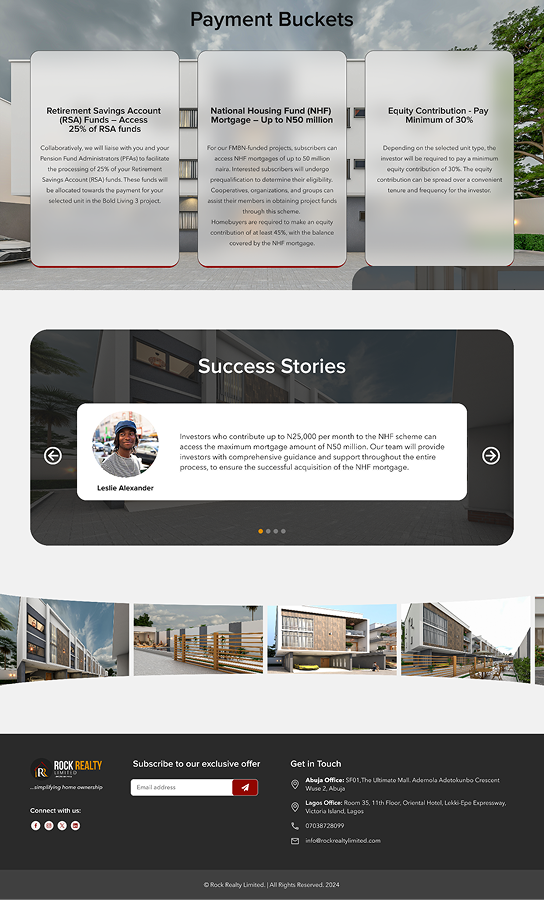 Payment Buckets
Retirement Savings Account
(RSA) Funds – Access
25% of RSA funds
Collaboratively, we will liaise with you and your
Pension Fund Administrators (PFAs) to facilitate
the processing of 25% of your Retirement
Savings Account (RSA) funds. These funds will
be allocated towards the payment for your
selected unit in the Bold Living 3 project.
National Housing Fund (NHF)
Mortgage – Up to N50 million
For our FMBN-funded projects, subscribers can
access NHF mortgages of up to 50 million
naira. Interested subscribers will undergo
prequalification to determine their eligibility.
Cooperatives, organizations, and groups can
assist their members in obtaining project funds
through this scheme.
Homebuyers are required to make an equity
contribution of at least 45%, with the balance
covered by the NHF mortgage.
Equity Contribution - Pay
Minimum of 30%
Depending on the selected unit type, the
investor will be required to pay a minimum
equity contribution of 30%. The equity
contribution can be spread over a convenient
tenure and frequency for the investor.
Success Stories
Investors who contribute up to N25,000 per month to the NHF scheme can
access the maximum mortgage amount of N50 million. Our team will provide
investors with comprehensive guidance and support throughout the entire
process, to ensure the successful acquisition of the NHF mortgage.
Leslie Alexander
ROCK REALTY
LIMITED
...simplifying home ownership
Connect with us:
Subscribe to our exclusive offer
Email address
Get in Touch
Abuja Office: SF01,The Ultimate Mall. Ademola Adetokunbo Crescent
Wuse 2, Abuja
Lagos Office: Room 35, 11th Floor, Oriental Hotel, Lekki-Epe Expressway,
Victoria Island, Lagos
07038728099
info@rockrealtylimited.com
© Rock Realty Limited. | All Rights Reserved. 2024